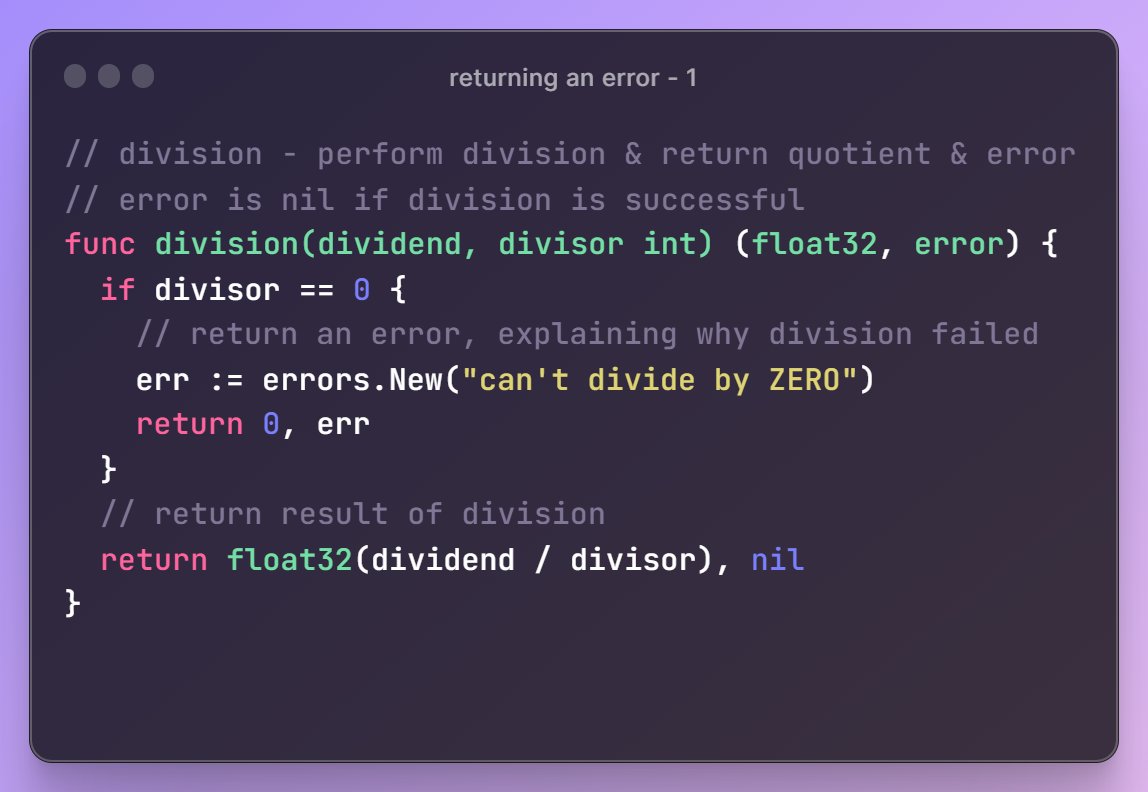 returning an error - 1
// division - perform division & return quotient & error
// error is nil if division is successful
func division(dividend, divisor int) (float32, error) {
  if divisor == 0 {
    // return an error, explaining why division failed
    err := errors.New("can't divide by ZERO")
    return 0, err
  }
  // return result of division
  return float32(dividend / divisor), nil
}